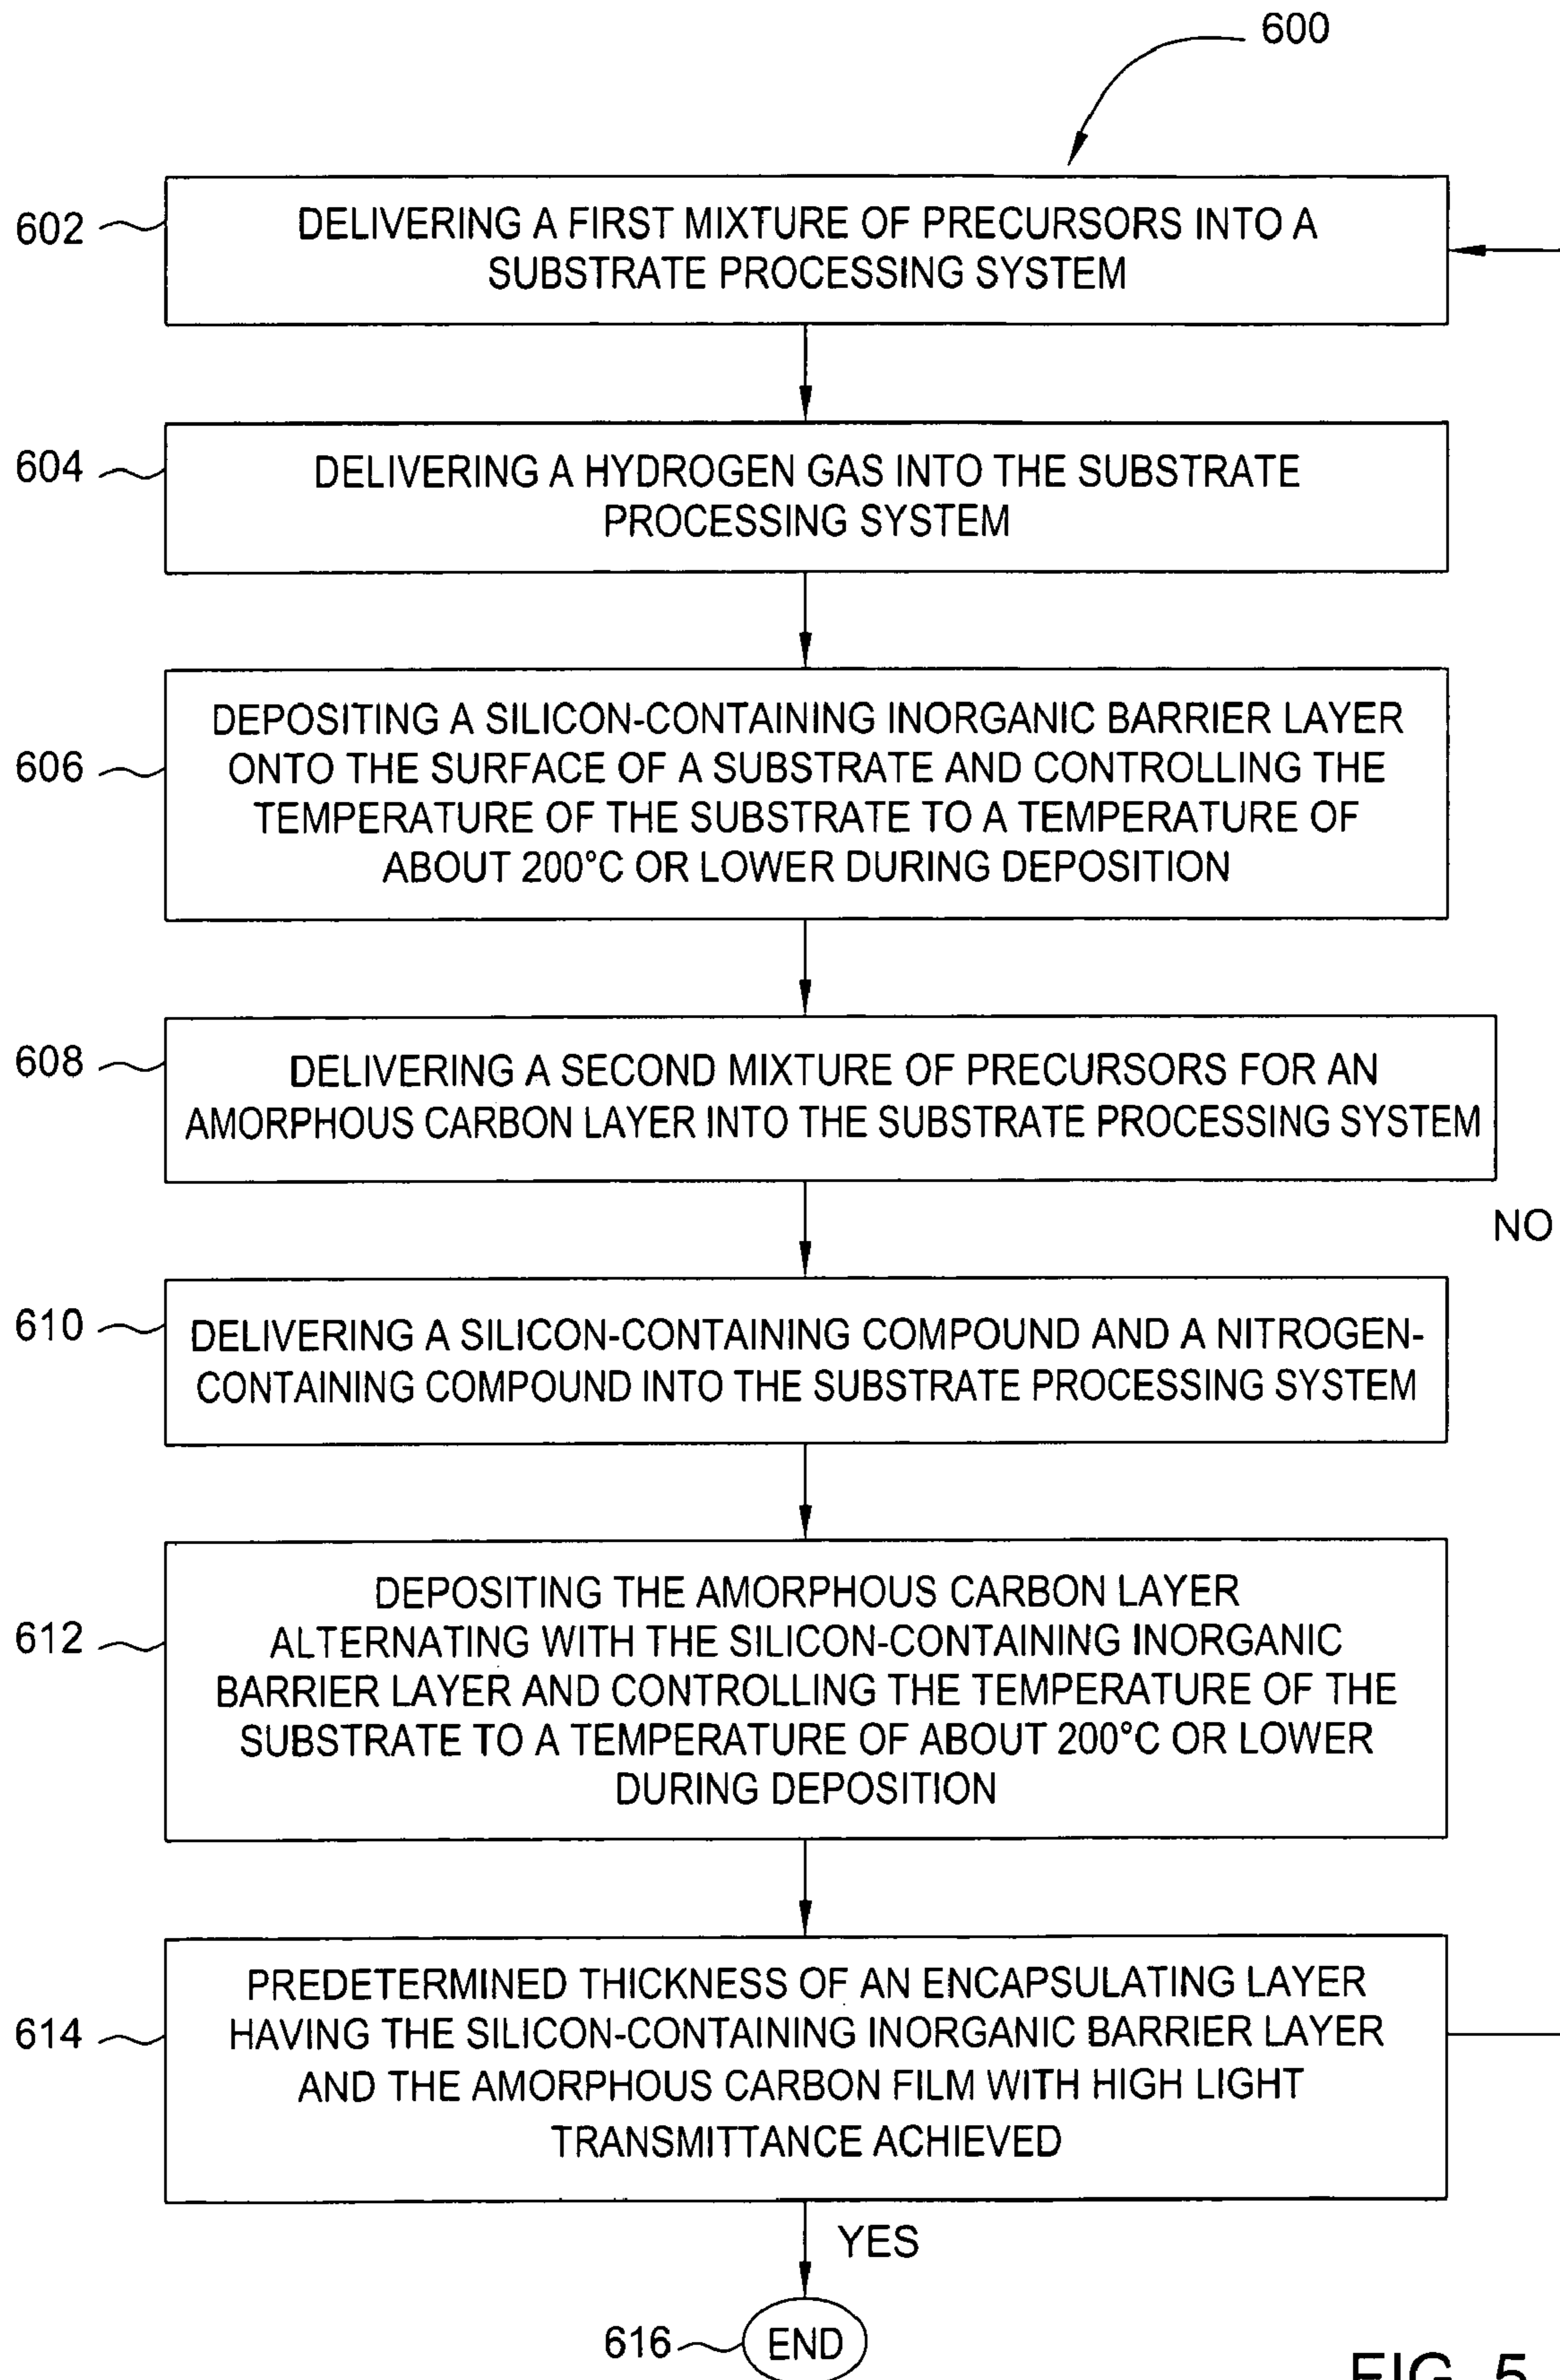 600
602
DELIVERING A FIRST MIXTURE OF PRECURSORS INTO A
SUBSTRATE PROCESSING SYSTEM
604
DELIVERING A HYDROGEN GAS INTO THE SUBSTRATE
PROCESSING SYSTEM
606
DEPOSITING A SILICON-CONTAINING INORGANIC BARRIER LAYER
ONTO THE SURFACE OF A SUBSTRATE AND CONTROLLING THE
TEMPERATURE OF THE SUBSTRATE TO A TEMPERATURE OF
ABOUT 200°C OR LOWER DURING DEPOSITION
608
DELIVERING A SECOND MIXTURE OF PRECURSORS FOR AN
AMORPHOUS CARBON LAYER INTO THE SUBSTRATE PROCESSING SYSTEM
NO
610
DELIVERING A SILICON-CONTAINING COMPOUND AND A NITROGEN-
CONTAINING COMPOUND INTO THE SUBSTRATE PROCESSING SYSTEM
612
DEPOSITING THE AMORPHOUS CARBON LAYER
ALTERNATING WITH THE SILICON-CONTAINING INORGANIC
BARRIER LAYER AND CONTROLLING THE TEMPERATURE OF THE
SUBSTRATE TO A TEMPERATURE OF ABOUT 200°C OR LOWER
DURING DEPOSITION
614
PREDETERMINED THICKNESS OF AN ENCAPSULATING LAYER
HAVING THE SILICON-CONTAINING INORGANIC BARRIER LAYER
AND THE AMORPHOUS CARBON FILM WITH HIGH LIGHT
TRANSMITTANCE ACHIEVED
YES
616
END
FIG. 5